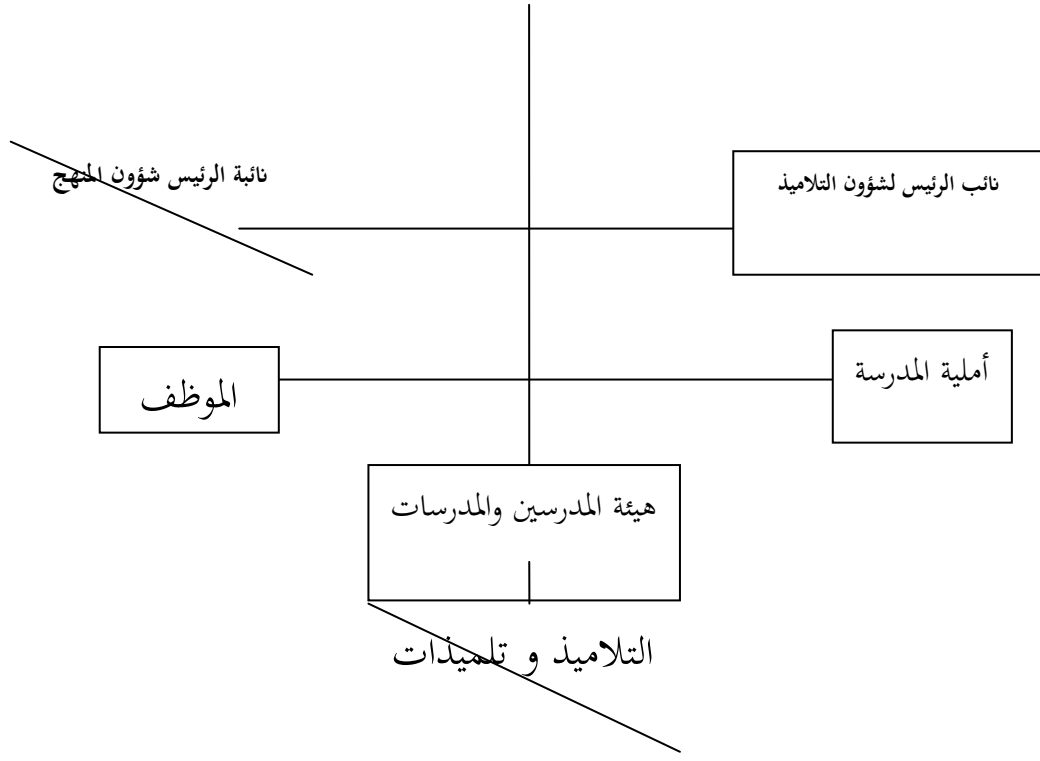 نائب الرئيس لشؤون التلاميذ
نائبة الرئيس شؤون المنهج
أملية المدرسة
الموظف
هيئة المدرسين والمدرسات
التلاميذ و تلميذات